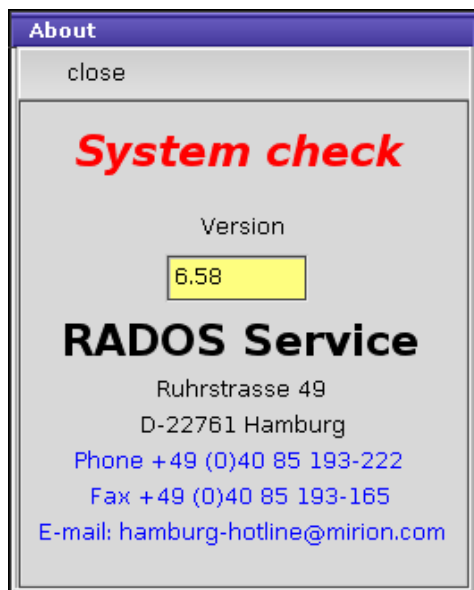 About
close
System check
Version
6.58
RADOS Service
Ruhrstrasse 49
D-22761 Hamburg
Phone +49 (0)40 85 193-222
Fax +49 (0)40 85 193-165
E-mail: hamburg-hotline@mirion.com